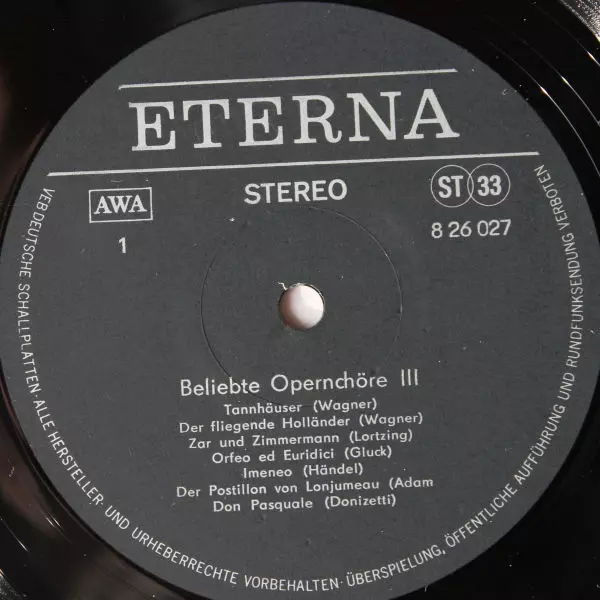 ETERNA
AWA
STEREO
ST 33
1
8 26 027
Beliebte Opernchöre III
Tannhäuser (Wagner)
Der fliegende Holländer (Wagner)
Zar und Zimmermann (Lortzing)
Orfeo ed Euridici (Gluck)
Imeneo (Händel)
Der Postillon von Lonjumeau (Adam
Don Pasquale (Donizetti)
VEB DEUTSCHE SCHALLPLATTEN · ALLE HERSTELLER- UND URHEBERRECHTE VORBEHALTEN · ÜBERSPIELUNG, ÖFFENTLICHE AUFFÜHRUNG UND RUNDFUNKSENDUNG VERBOTEN